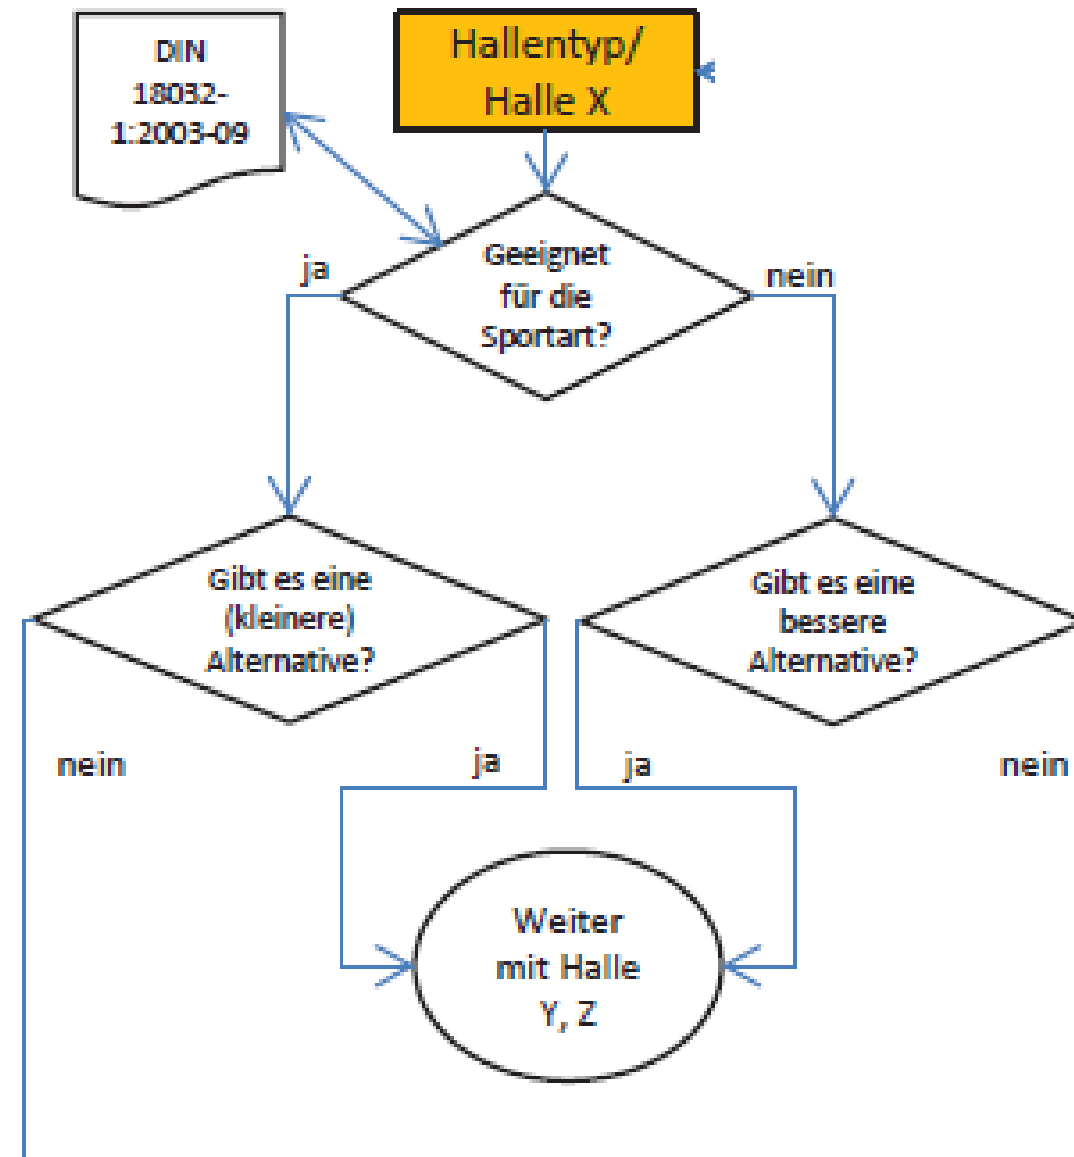 DIN
18032-
1:2003-09
Hallentyp/
Halle X
Geeignet
für die
Sportart?
ja
nein
Gibt es eine
(kleinere)
Alternative?
Gibt es eine
bessere
Alternative?
nein
ja
ja
nein
Weiter
mit Halle
Y, Z